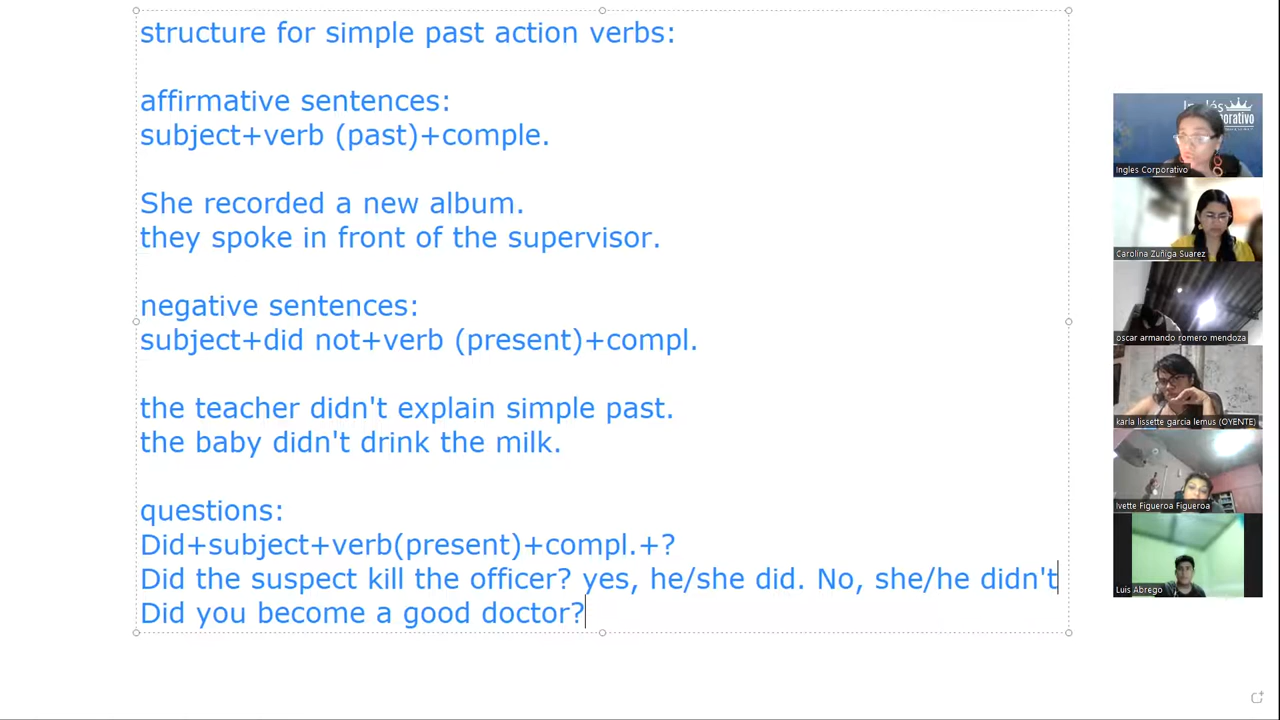 structure for simple past action verbs:
affirmative sentences:
subject+verb (past)+comple.
She recorded a new album.
they spoke in front of the supervisor.
negative sentences:
subject+did not+verb (present)+compl.
the teacher didn't explain simple past.
the baby didn't drink the milk.
questions:
Did+subject+verb(present)+compl.+?
Did the suspect kill the officer? yes, he/she did. No, she/he didn't
Did you become a good doctor?
Ingles Corporativo
Carolina Zuñiga Suarez
oscar armando romero mendoza
karla lissette garcia lemus (OYENTE)
Ivette Figueroa Figueroa
Luis Abrego